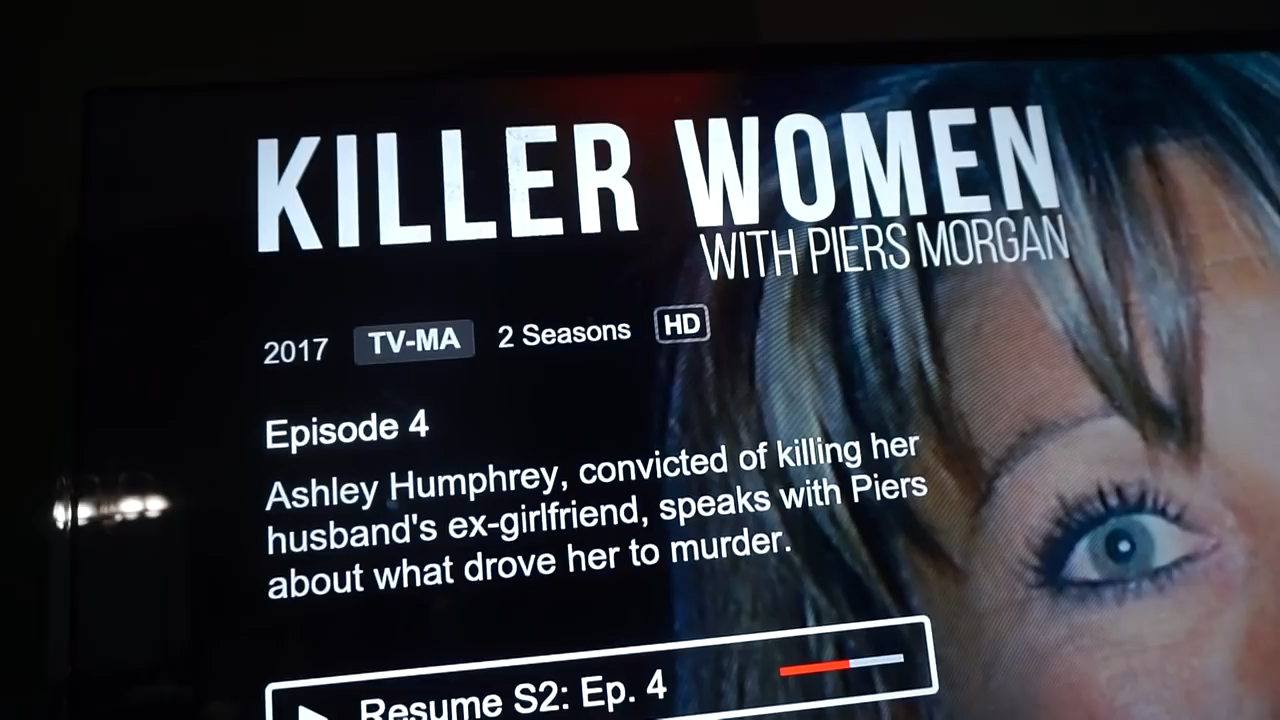 KILLER WOMEN
WITH PIERS MORGAN
2017 TV-MA 2 Seasons HD
Episode 4
Ashley Humphrey, convicted of killing her
husband's ex-girlfriend, speaks with Piers
about what drove her to murder.
Resume S2: Ep. 4